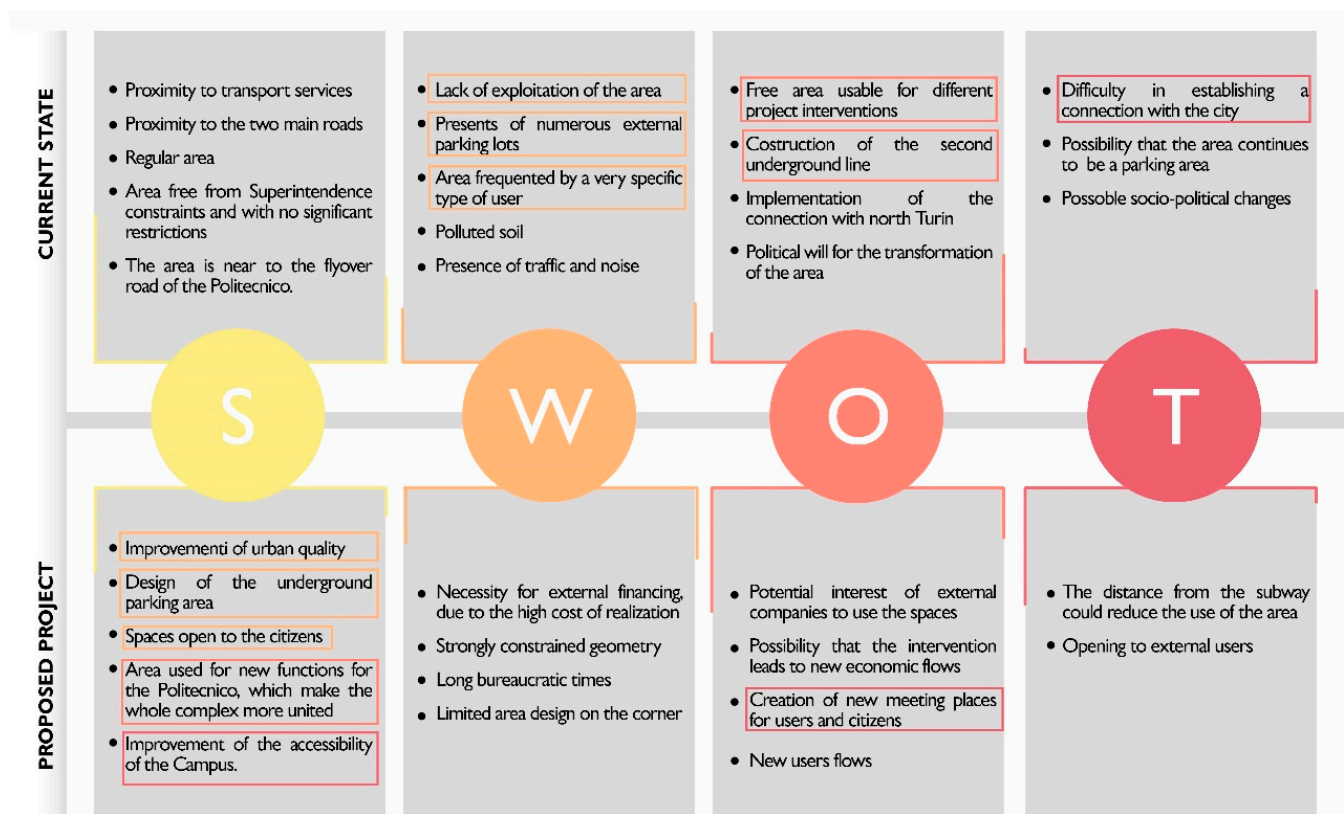 CURRENT STATE
• Proximity to transport services
• Proximity to the two main roads
• Regular area
• Area free from Superintendence
constraints and with no significant
restrictions
• The area is near to the flyover
road of the Politecnico.
• Lack of exploitation of the area
• Presents of numerous external
parking lots
• Area frequented by a very specific
type of user
• Polluted soil
• Presence of traffic and noise
• Free area usable for different
project interventions
• Costruction of the second
underground line
• Implementation of the
connection with north Turin
• Political will for the transformation
of the area
• Difficulty in establishing a
connection with the city
• Possibility that the area continues
to be a parking area
• Possoble socio-political changes
S
W
O
T
PROPOSED PROJECT
• Improvementi of urban quality
• Design of the underground
parking area
• Spaces open to the citizens
• Area used for new functions for
the Politecnico, which make the
whole complex more united
• Improvement of the accessibility
of the Campus.
• Necessity for external financing,
due to the high cost of realization
• Strongly constrained geometry
• Long bureaucratic times
• Limited area design on the corner
• Potential interest of external
companies to use the spaces
• Possibility that the intervention
leads to new economic flows
• Creation of new meeting places
for users and citizens
• New users flows
• The distance from the subway
could reduce the use of the area
• Opening to external users